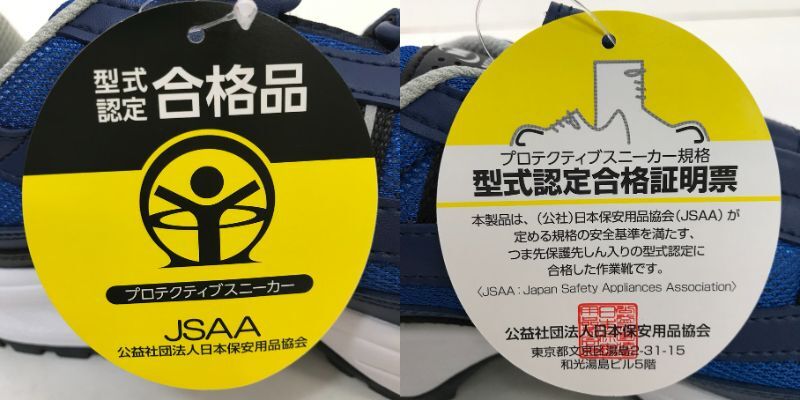 型式
認定
合格品
プロテクティブスニーカー
JSAA
公益社団法人日本保安用品協会
プロテクティブスニーカー規格
型式認定合格証明票
本製品は、(公社)日本保安用品協会(JSAA)が
定める規格の安全基準を満たす、
つま先保護先しん入りの型式認定に
合格した作業靴です。
〈JSAA:Japan Safety Appliances Association〉
公益社団法人日本保安用品協会
東京都文京区湯島2-31-15
和光湯島ビル5階